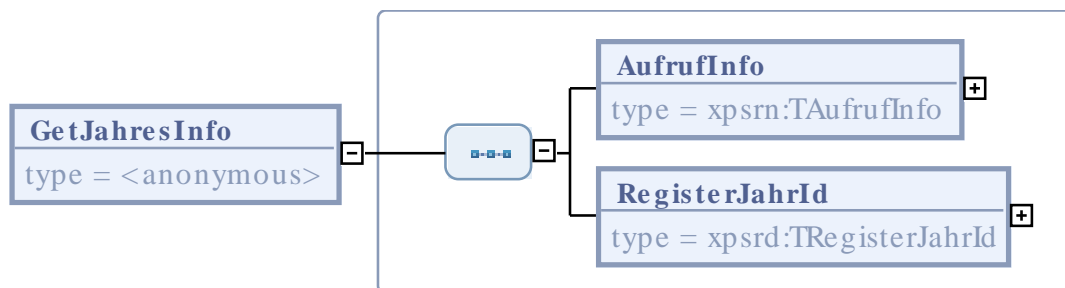 AufrufInfo
type = xpsrn:TAufrufInfo
GetJahresInfo
type = <anonymous>
RegisterJahrId
type = xpsrd:TRegisterJahrId